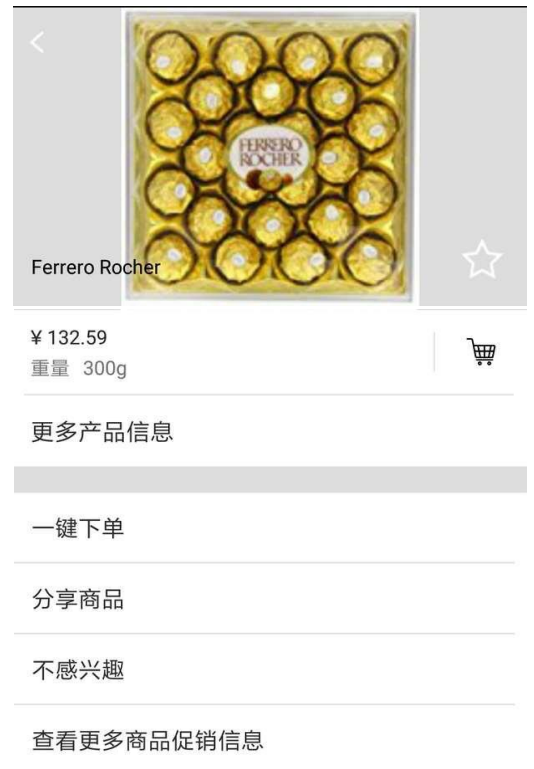 FERRERO
ROCHER
Ferrero Rocher
¥ 132.59
重量 300g
更多产品信息
一键下单
分享商品
不感兴趣
查看更多商品促销信息